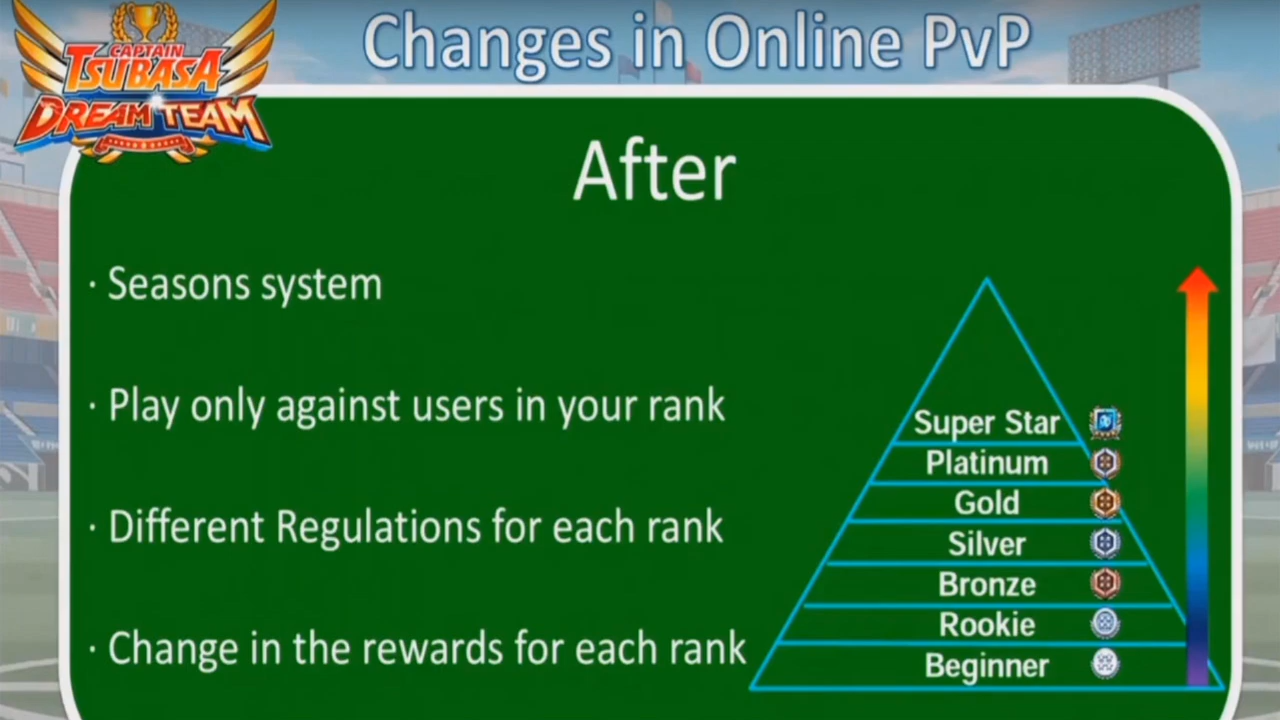 CAPTAIN
TSUBASA
DREAM TEAM
Changes in Online PvP
After
· Seasons system
· Play only against users in your rank
· Different Regulations for each rank
· Change in the rewards for each rank
Super Star
Platinum
Gold
Silver
Bronze
Rookie
Beginner